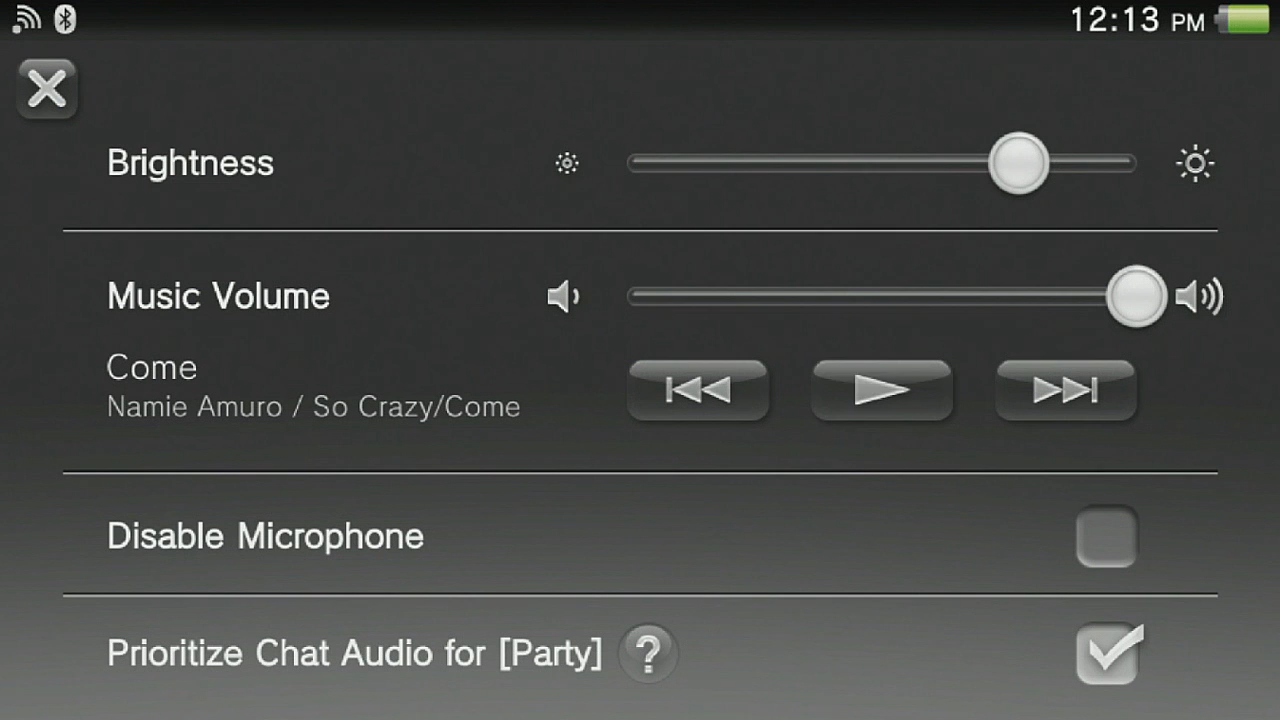 12:13 PM
Brightness
Music Volume
Come
Namie Amuro / So Crazy/Come
Disable Microphone
Prioritize Chat Audio for [Party] ?